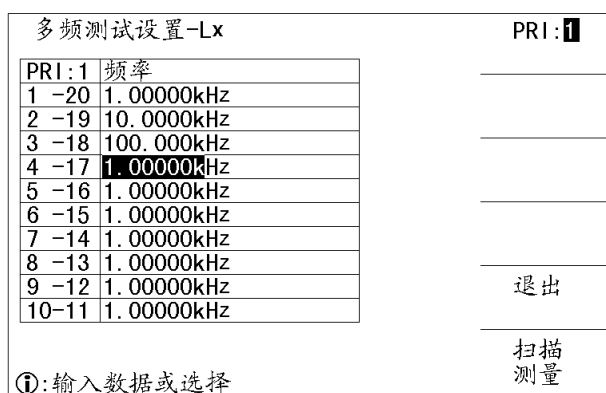 多频测试设置-Lx
PRI:1
PRI:1 频率
1 -20 1.00000kHz
2 -19 10.0000kHz
3 -18 100.000kHz
4 -17 1.00000kHz
5 -16 1.00000kHz
6 -15 1.00000kHz
7 -14 1.00000kHz
8 -13 1.00000kHz
9 -12 1.00000kHz
10-11 1.00000kHz
退出
扫描
测量
ⓘ:输入数据或选择